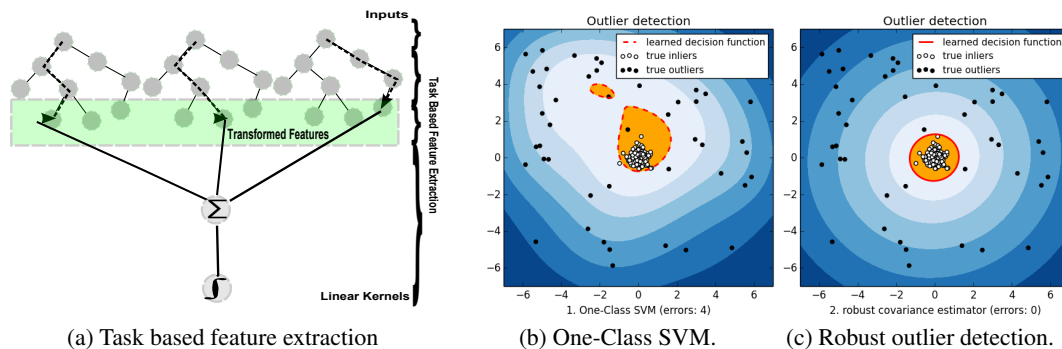 Inputs
Task Based Feature Extraction
Transformed Features
Σ
∫
Linear Kernels
(a) Task based feature extraction
Outlier detection
learned decision function
true inliers
true outliers
6
4
2
0
−2
−4
−6
−6 −4 −2 0 2 4 6
1. One-Class SVM (errors: 4)
(b) One-Class SVM.
Outlier detection
learned decision function
true inliers
true outliers
6
4
2
0
−2
−4
−6
−6 −4 −2 0 2 4 6
2. robust covariance estimator (errors: 0)
(c) Robust outlier detection.